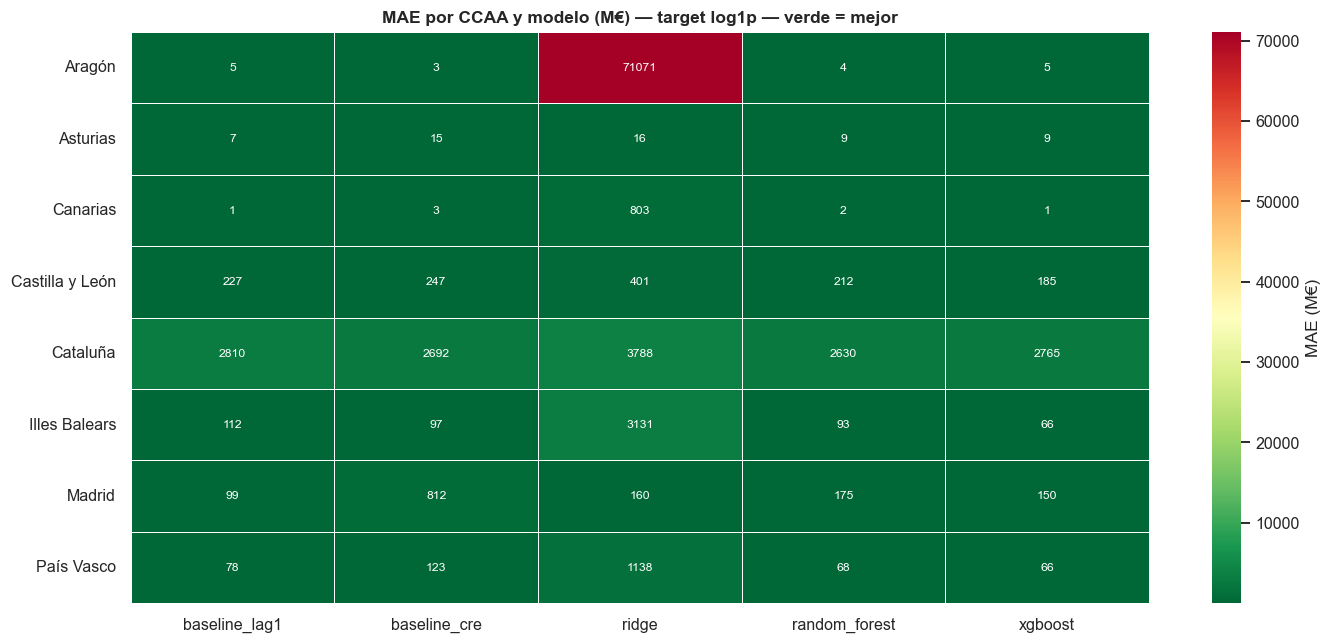 MAE por CCAA y modelo (M€) — target log1p — verde = mejor
Aragón 5 3 71071 4 5
Asturias 7 15 16 9 9
Canarias 1 3 803 2 1
Castilla y León 227 247 401 212 185
Cataluña 2810 2692 3788 2630 2765
Illes Balears 112 97 3131 93 66
Madrid 99 812 160 175 150
País Vasco 78 123 1138 68 66
baseline_lag1 baseline_cre ridge random_forest xgboost
70000
60000
50000
40000
30000
20000
10000
MAE (M€)